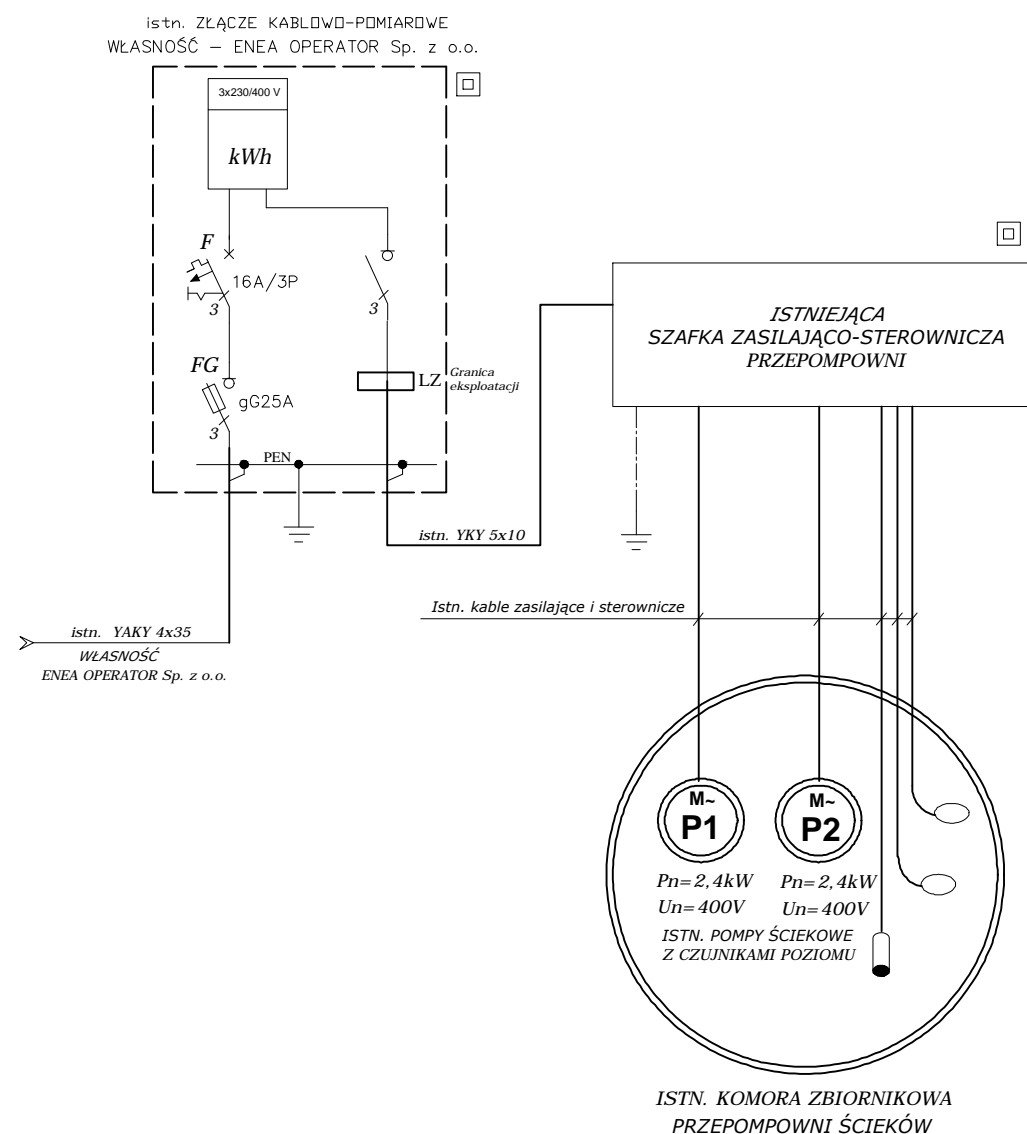 istn. ZŁĄCZE KABLOWO-POMIAROWE
WŁASNOŚĆ – ENEA OPERATOR Sp. z o.o.
3x230/400 V
kWh
F
16A/3P
3
3
FG
gG25A
3
LZ
Granica
eksploatacji
PEN
istn. YKY 5x10
istn. YAKY 4x35
WŁASNOŚĆ
ENEA OPERATOR Sp. z o.o.
ISTNIEJĄCA
SZAFKA ZASILAJĄCO-STEROWNICZA
PRZEPOMPOWNI
Istn. kable zasilające i sterownicze
M~
P1
M~
P2
Pn=2,4kW
Un=400V
Pn=2,4kW
Un=400V
ISTN. POMPY ŚCIEKOWE
Z CZUJNIKAMI POZIOMU
ISTN. KOMORA ZBIORNIKOWA
PRZEPOMPOWNI ŚCIEKÓW